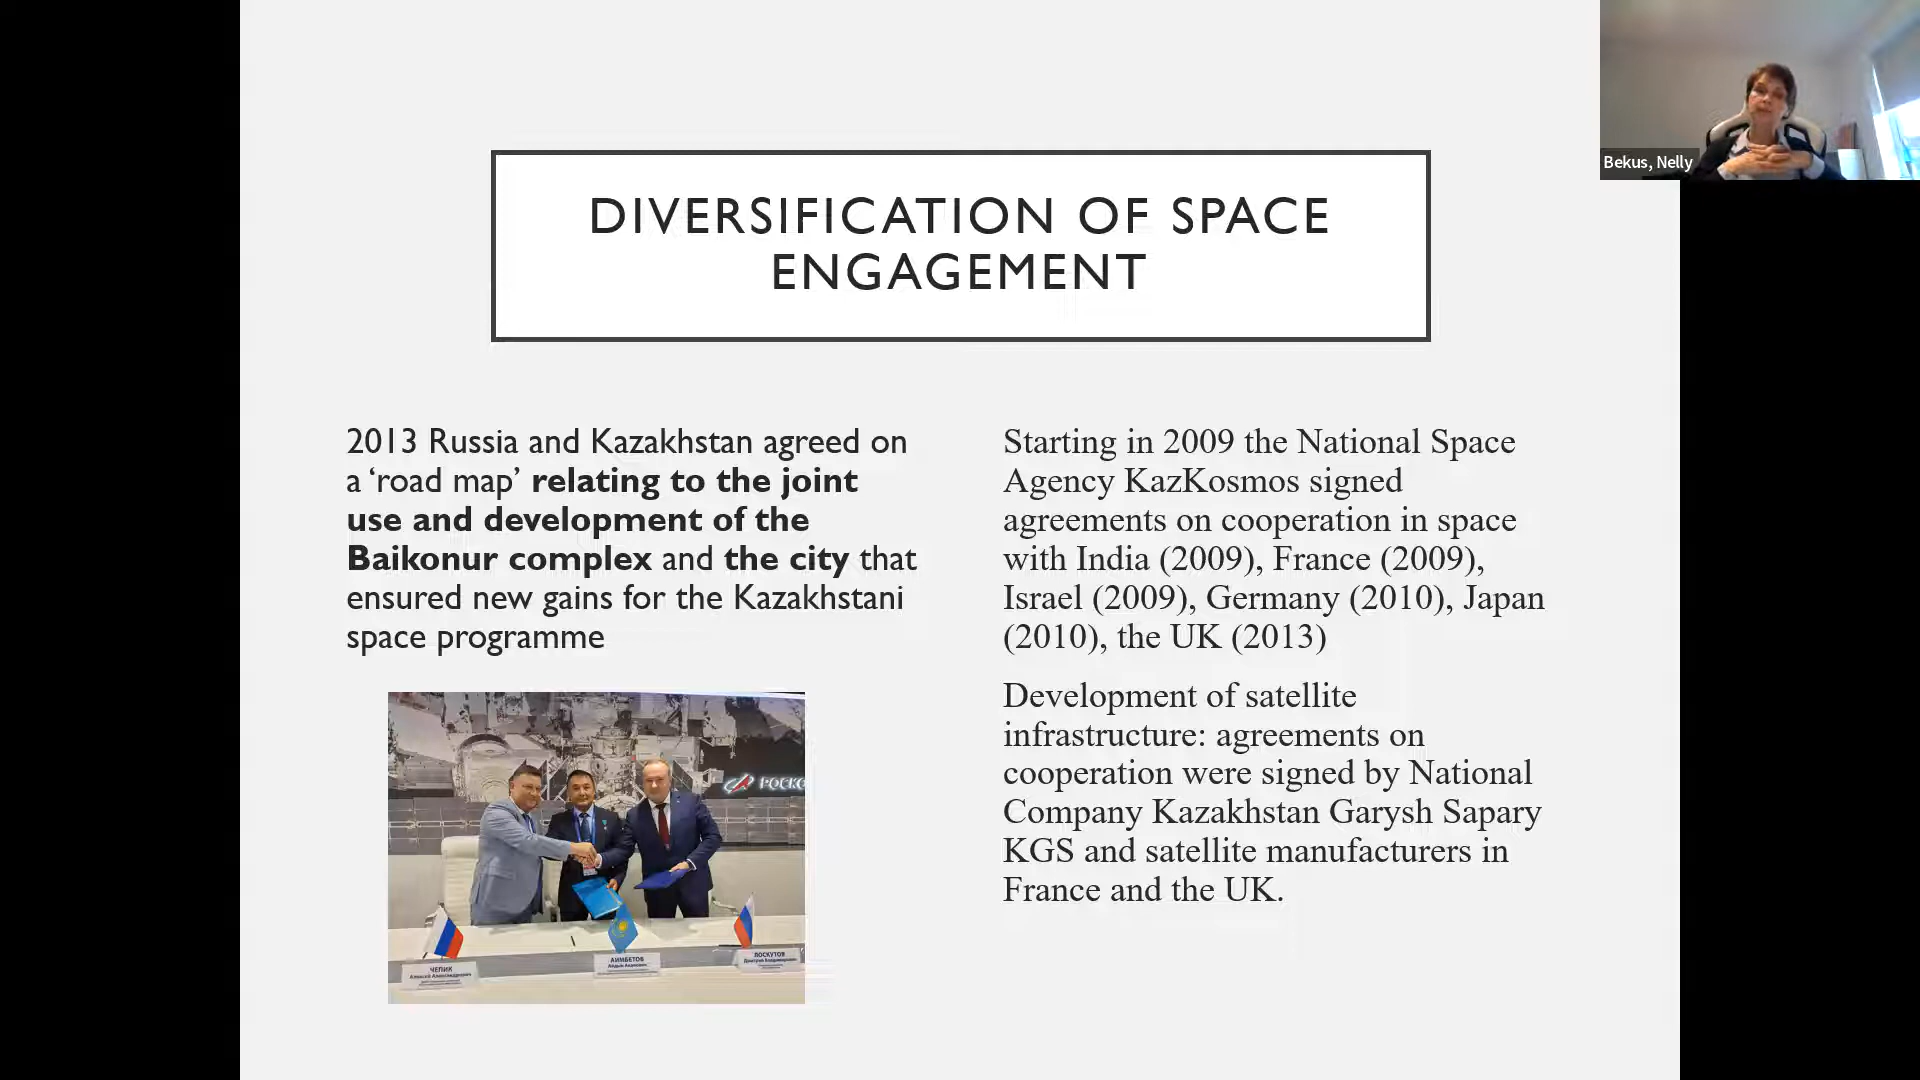 DIVERSIFICATION OF SPACE
ENGAGEMENT
Bekus, Nelly
2013 Russia and Kazakhstan agreed on
a ‘road map’ relating to the joint
use and development of the
Baikonur complex and the city that
ensured new gains for the Kazakhstani
space programme
Starting in 2009 the National Space
Agency KazKosmos signed
agreements on cooperation in space
with India (2009), France (2009),
Israel (2009), Germany (2010), Japan
(2010), the UK (2013)
Development of satellite
infrastructure: agreements on
cooperation were signed by National
Company Kazakhstan Garysh Sapary
KGS and satellite manufacturers in
France and the UK.
РОСК
ЧЕПИК
АИМБЕТОВ
ЛОСКУТОВ